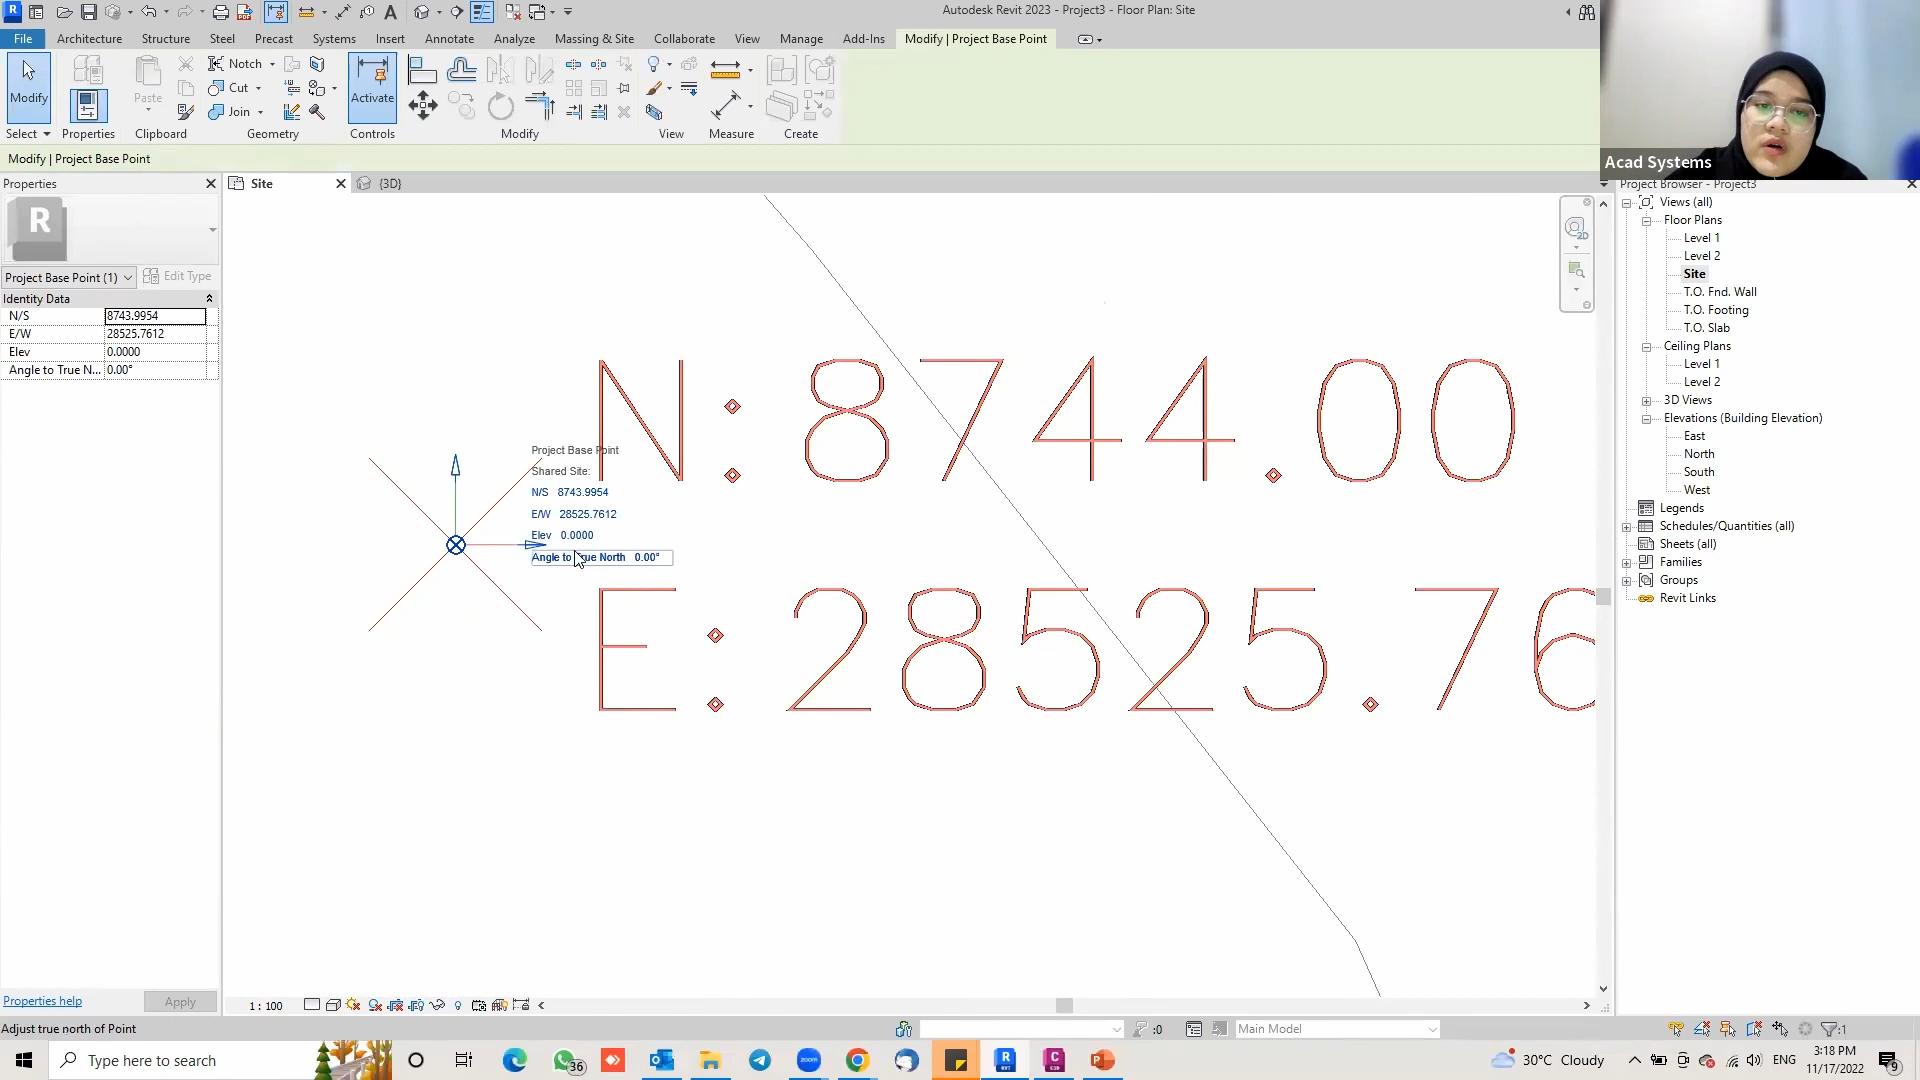 Autodesk Revit 2023 - Project3 - Floor Plan: Site
File Architecture Structure Steel Precast Systems Insert Annotate Analyze Massing & Site Collaborate View Manage Add-Ins Modify | Project Base Point
Notch
Cut
Join
Modify
Paste
Activate
Select Properties Clipboard Geometry Controls Modify View Measure Create
Acad Systems
Modify | Project Base Point
Properties
Site
{3D}
Project Browser - Project3
R
Project Base Point (1)
Edit Type
Identity Data
N/S 8743.9954
E/W 28525.7612
Elev 0.0000
Angle to True N... 0.00°
N: 8744.00
Project Base Point
Shared Site:
N/S 8743.9954
E/W 28525.7612
Elev 0.0000
Angle to True North 0.00°
E: 28525.76
2D
Views (all)
Floor Plans
Level 1
Level 2
Site
T.O. Fnd. Wall
T.O. Footing
T.O. Slab
Ceiling Plans
Level 1
Level 2
3D Views
Elevations (Building Elevation)
East
North
South
West
Legends
Schedules/Quantities (all)
Sheets (all)
Families
Groups
Revit Links
Properties help
Apply
1 : 100
Adjust true north of Point
:0
Main Model
:1
Type here to search
36
zoom
30°C Cloudy
ENG
3:18 PM
11/17/2022
9